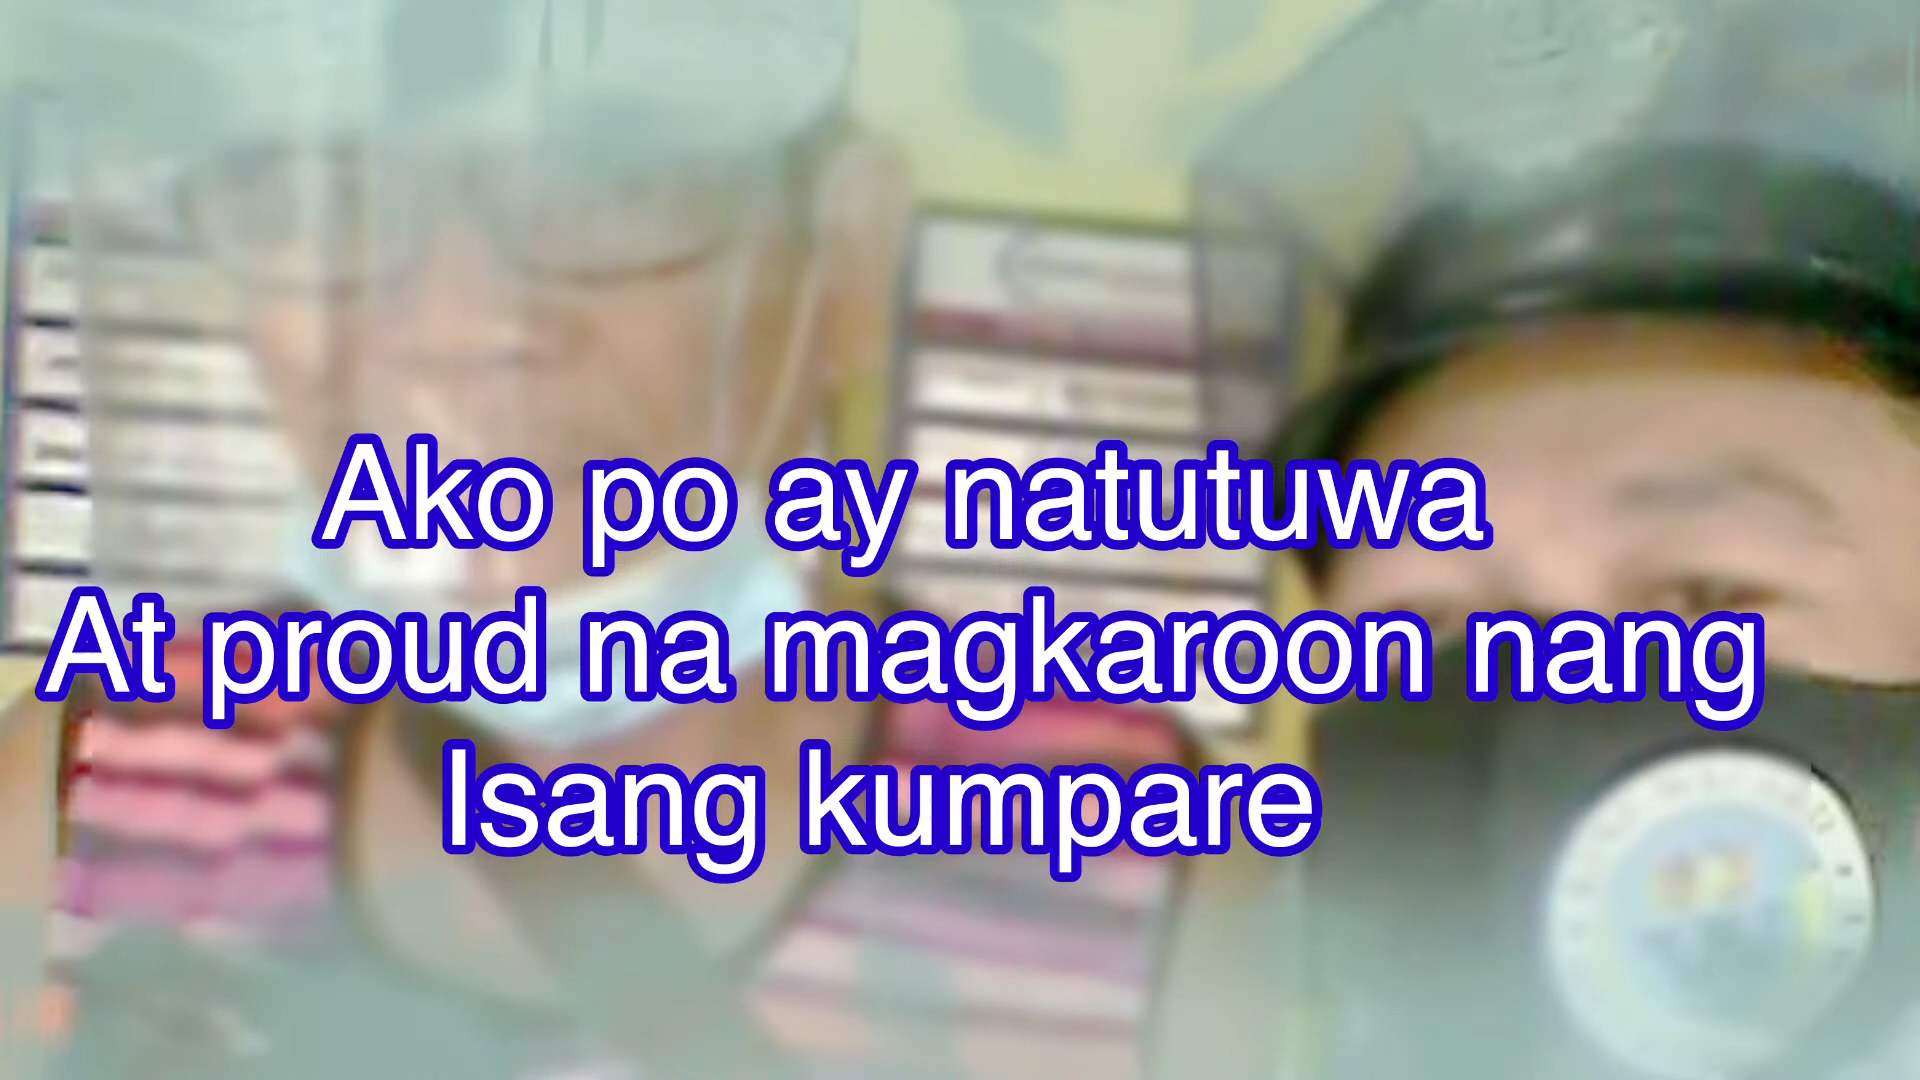 Ako po ay natutuwa
At proud na magkaroon nang
Isang kumpare